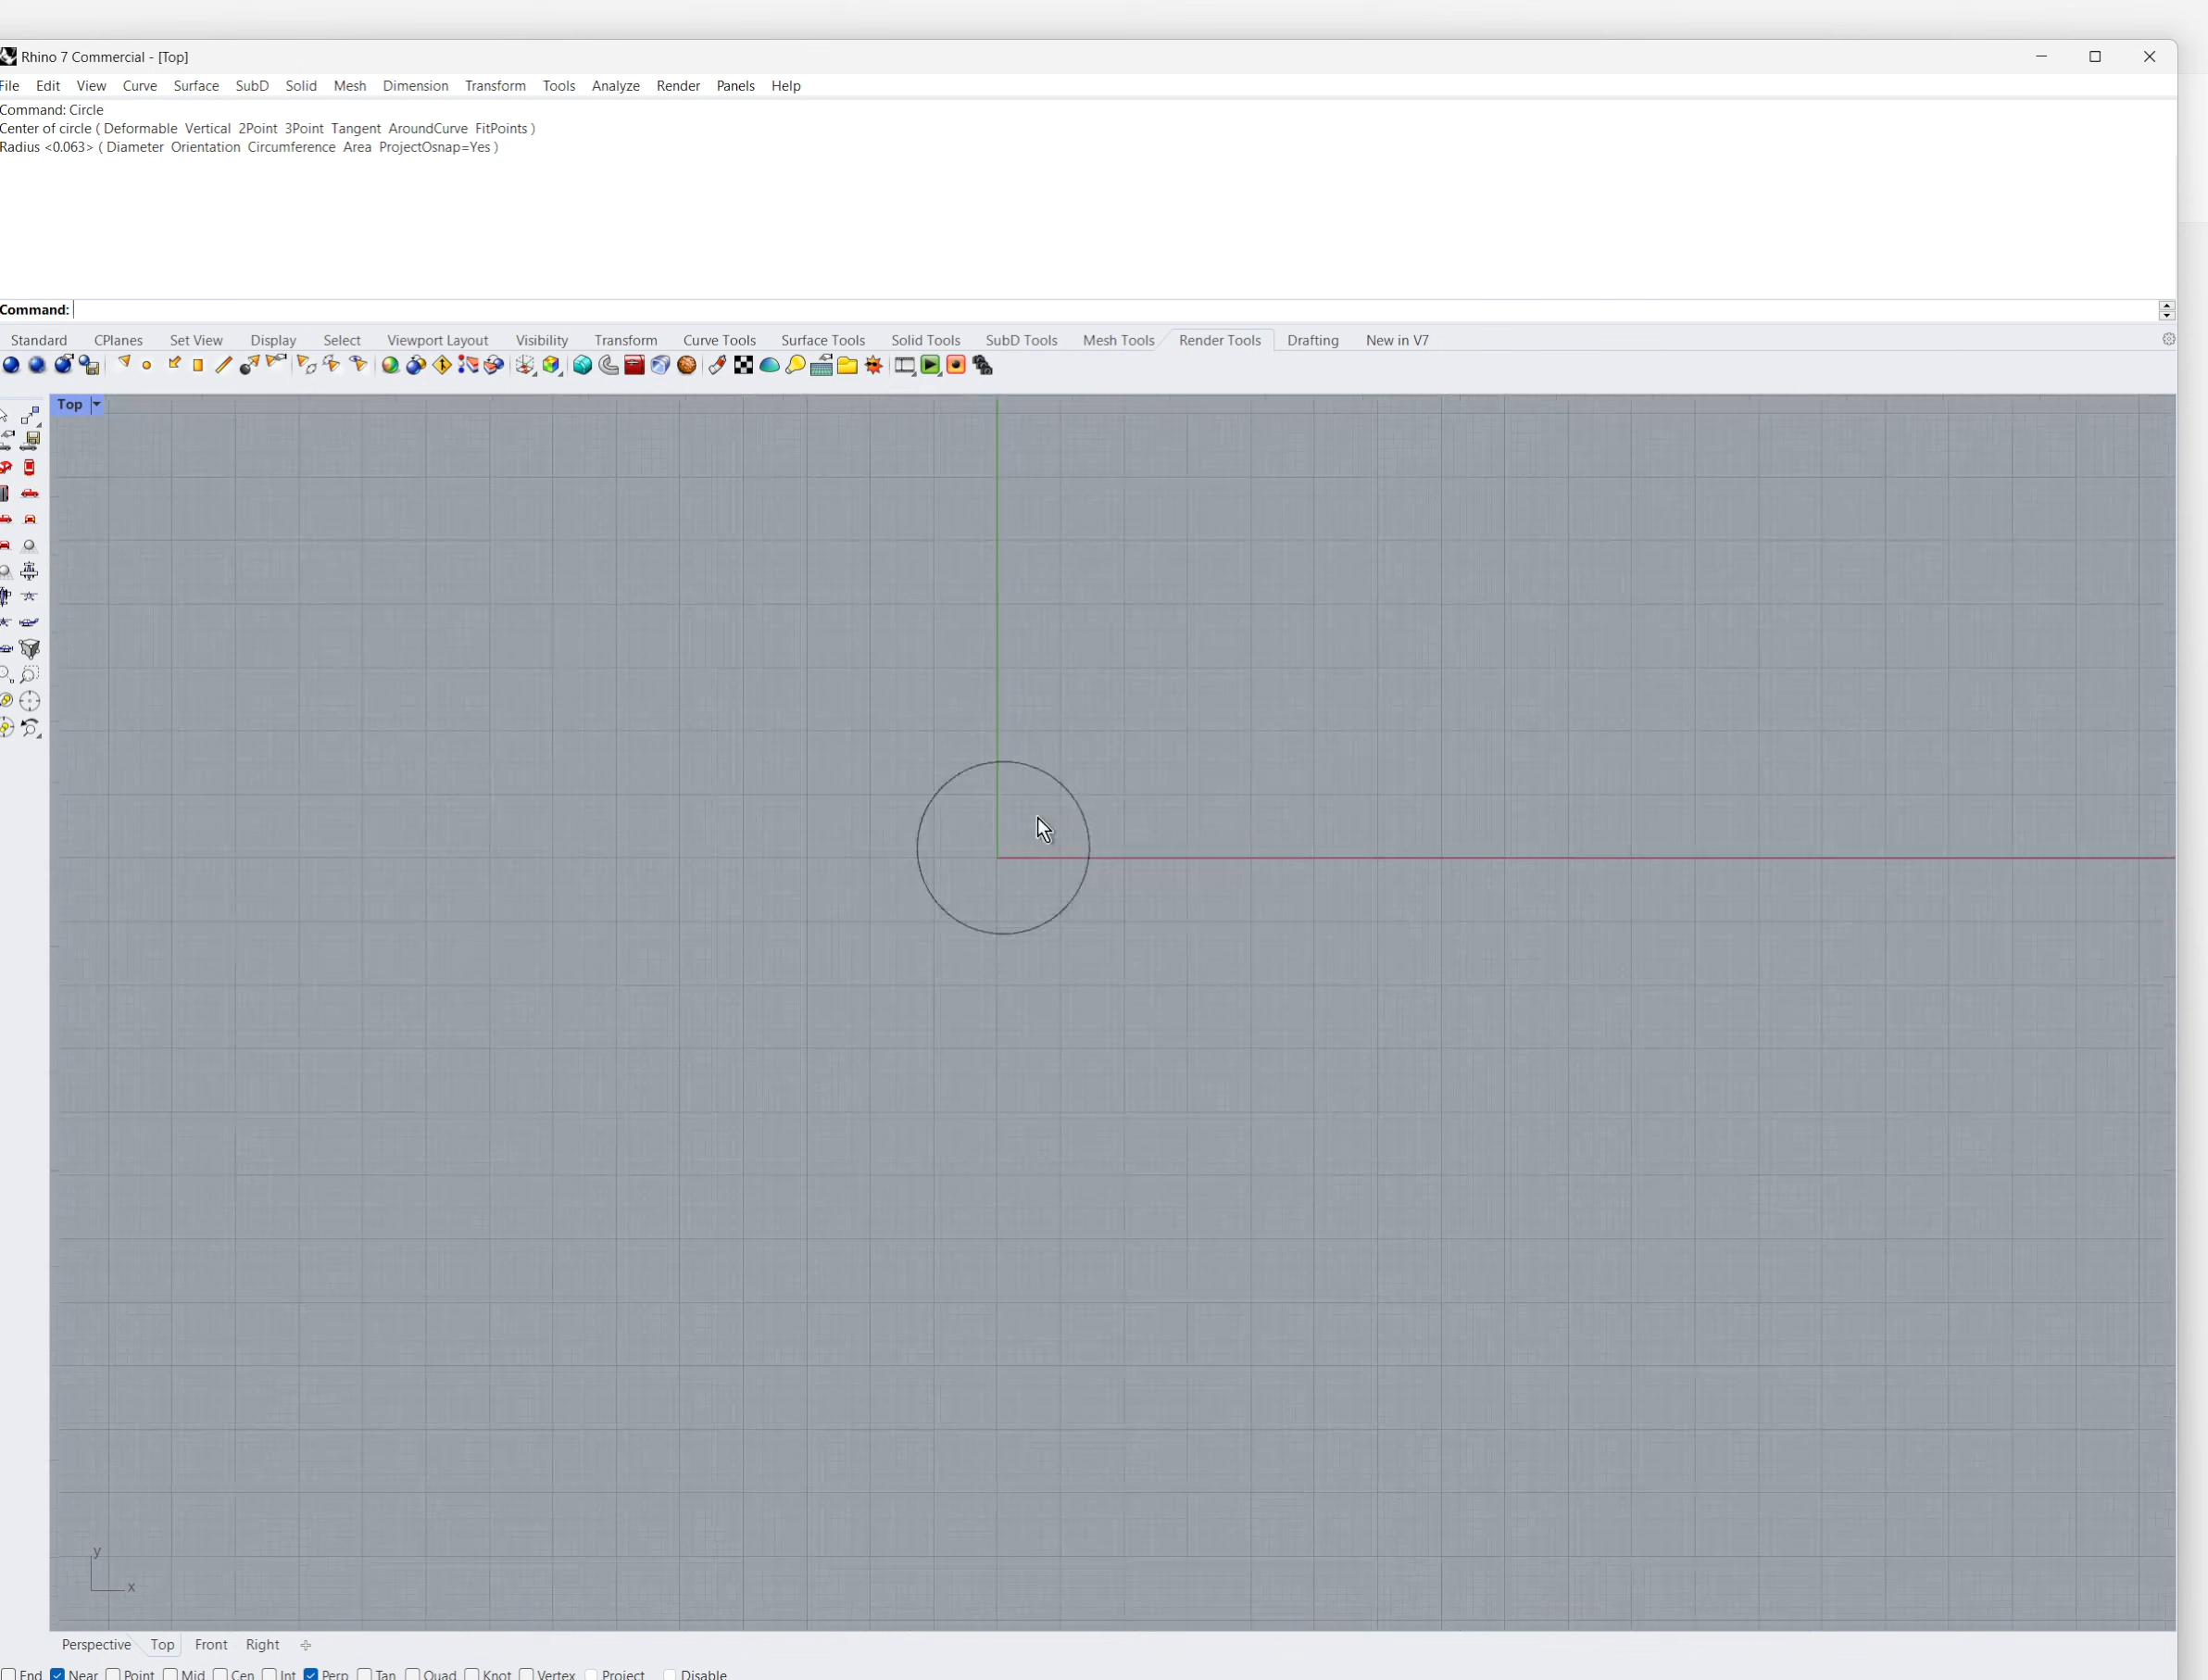 Rhino 7 Commercial - [Top]
File Edit View Curve Surface SubD Solid Mesh Dimension Transform Tools Analyze Render Panels Help
Command: Circle
Center of circle ( Deformable Vertical 2Point 3Point Tangent AroundCurve FitPoints )
Radius <0.063> ( Diameter Orientation Circumference Area ProjectOsnap=Yes )
Command:
Standard CPlanes Set View Display Select Viewport Layout Visibility Transform Curve Tools Surface Tools Solid Tools SubD Tools Mesh Tools Render Tools Drafting New in V7
Top
y
x
Perspective Top Front Right
End Near Point Mid Cen Int Perp Tan Quad Knot Vertex Project Disable